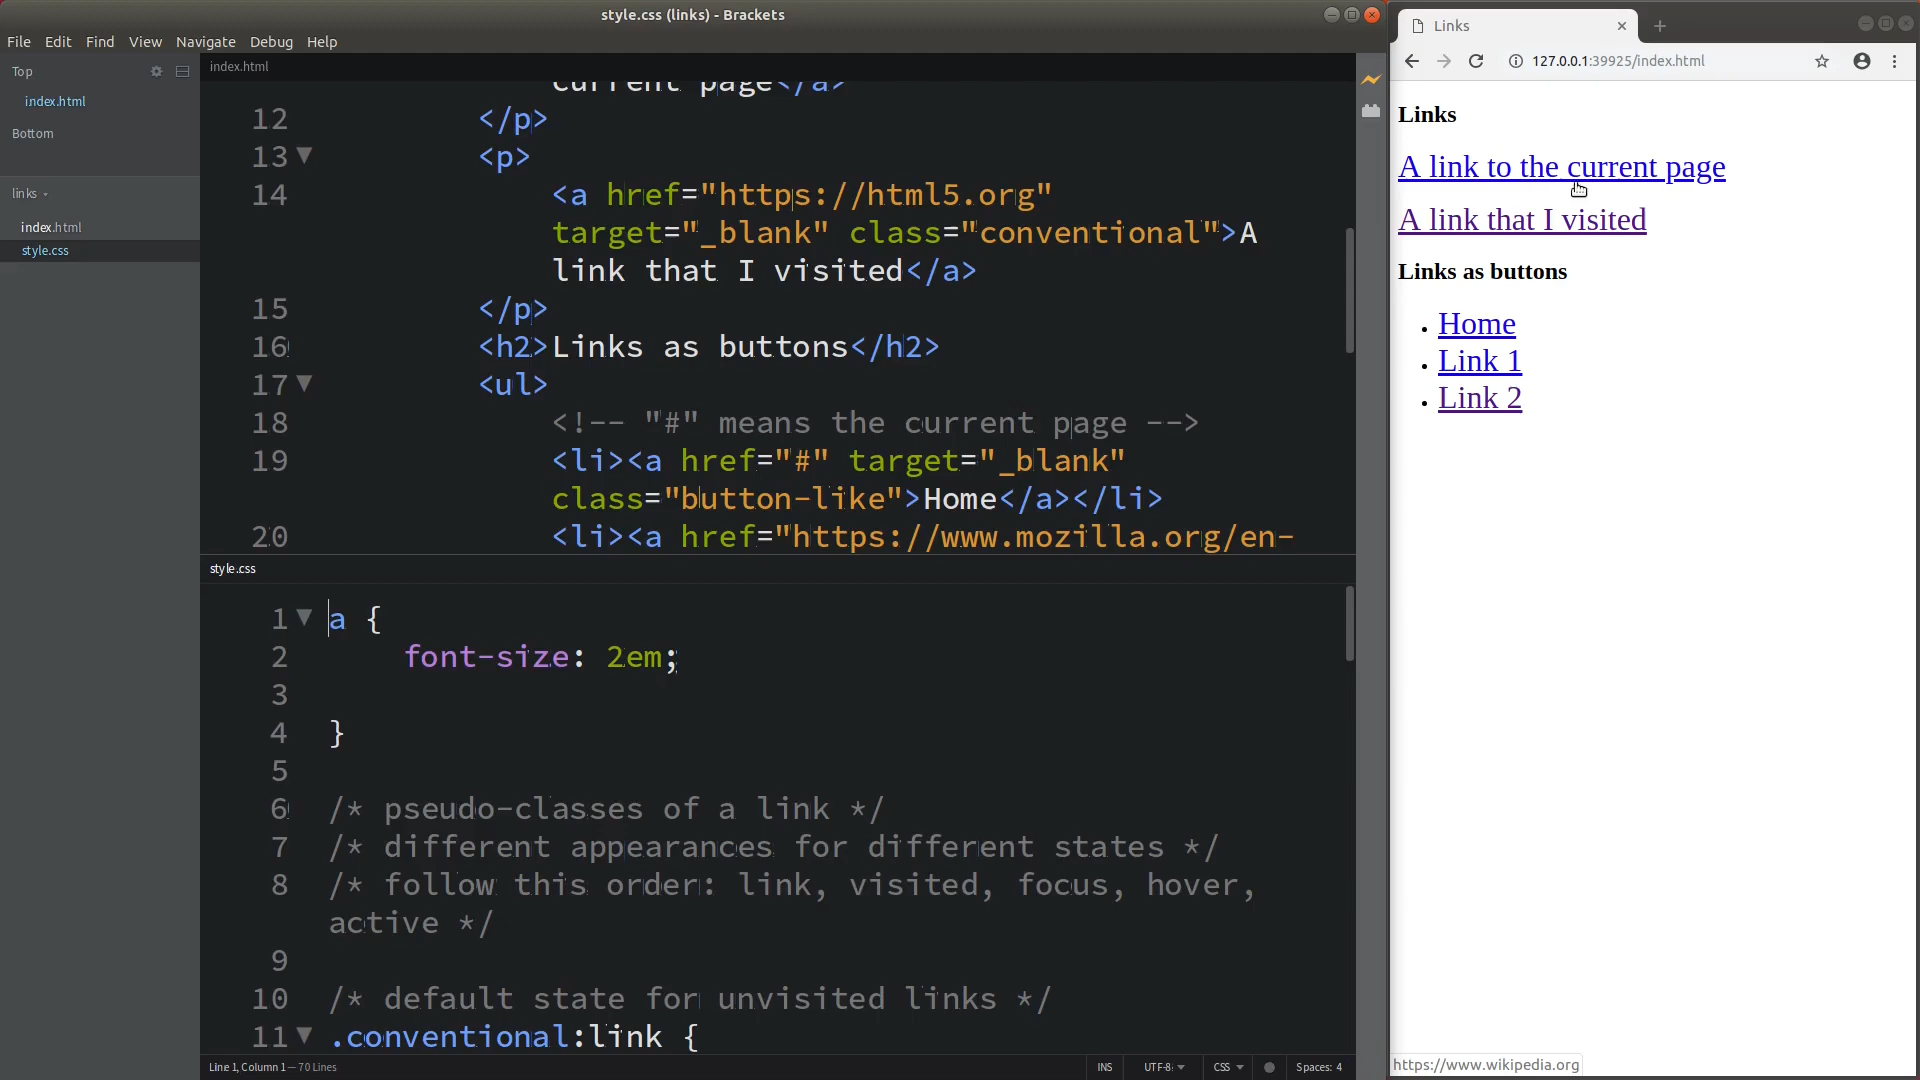 style.css (links) - Brackets
File Edit Find View Navigate Debug Help
Top
index.html
Bottom
links
index.html
style.css
index.html
current page</a>
12 </p>
13 <p>
14 <a href="https://html5.org"
target="_blank" class="conventional">A
link that I visited</a>
15 </p>
16 <h2>Links as buttons</h2>
17 <ul>
18 <!-- "#" means the current page -->
19 <li><a href="#" target="_blank"
class="button-like">Home</a></li>
20 <li><a href="https://www.mozilla.org/en-
style.css
1 a {
2 font-size: 2em;
3
4 }
5
6 /* pseudo-classes of a link */
7 /* different appearances for different states */
8 /* follow this order: link, visited, focus, hover,
active */
9
10 /* default state for unvisited links */
11 .conventional:link {
Line 1, Column 1 — 70 Lines
INS UTF-8 CSS Spaces: 4
Links
127.0.0.1:39925/index.html
Links
A link to the current page
A link that I visited
Links as buttons
• Home
• Link 1
• Link 2
https://www.wikipedia.org